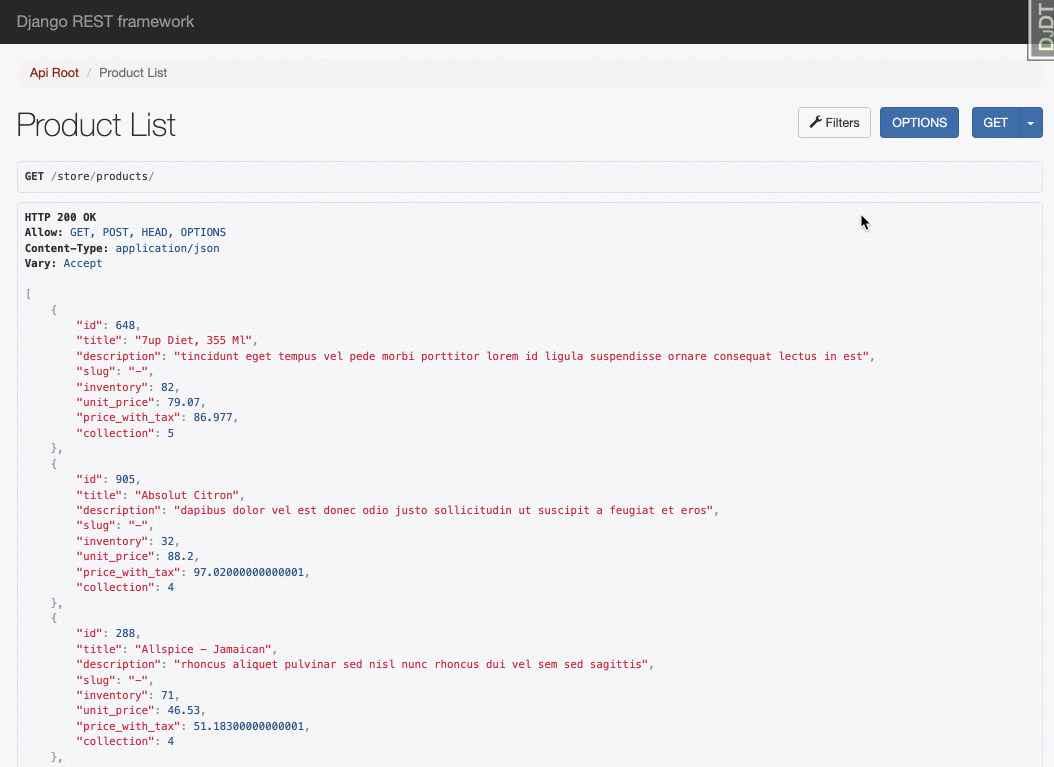 Django REST framework
DJDT
Api Root / Product List
Product List
Filters
OPTIONS
GET
GET /store/products/
HTTP 200 OK
Allow: GET, POST, HEAD, OPTIONS
Content-Type: application/json
Vary: Accept
[
    {
        "id": 648,
        "title": "7up Diet, 355 Ml",
        "description": "tincidunt eget tempus vel pede morbi porttitor lorem id ligula suspendisse ornare consequat lectus in est",
        "slug": "-",
        "inventory": 82,
        "unit_price": 79.07,
        "price_with_tax": 86.977,
        "collection": 5
    },
    {
        "id": 905,
        "title": "Absolut Citron",
        "description": "dapibus dolor vel est donec odio justo sollicitudin ut suscipit a feugiat et eros",
        "slug": "-",
        "inventory": 32,
        "unit_price": 88.2,
        "price_with_tax": 97.02000000000001,
        "collection": 4
    },
    {
        "id": 288,
        "title": "Allspice - Jamaican",
        "description": "rhoncus aliquet pulvinar sed nisl nunc rhoncus dui vel sem sed sagittis",
        "slug": "-",
        "inventory": 71,
        "unit_price": 46.53,
        "price_with_tax": 51.18300000000001,
        "collection": 4
    },